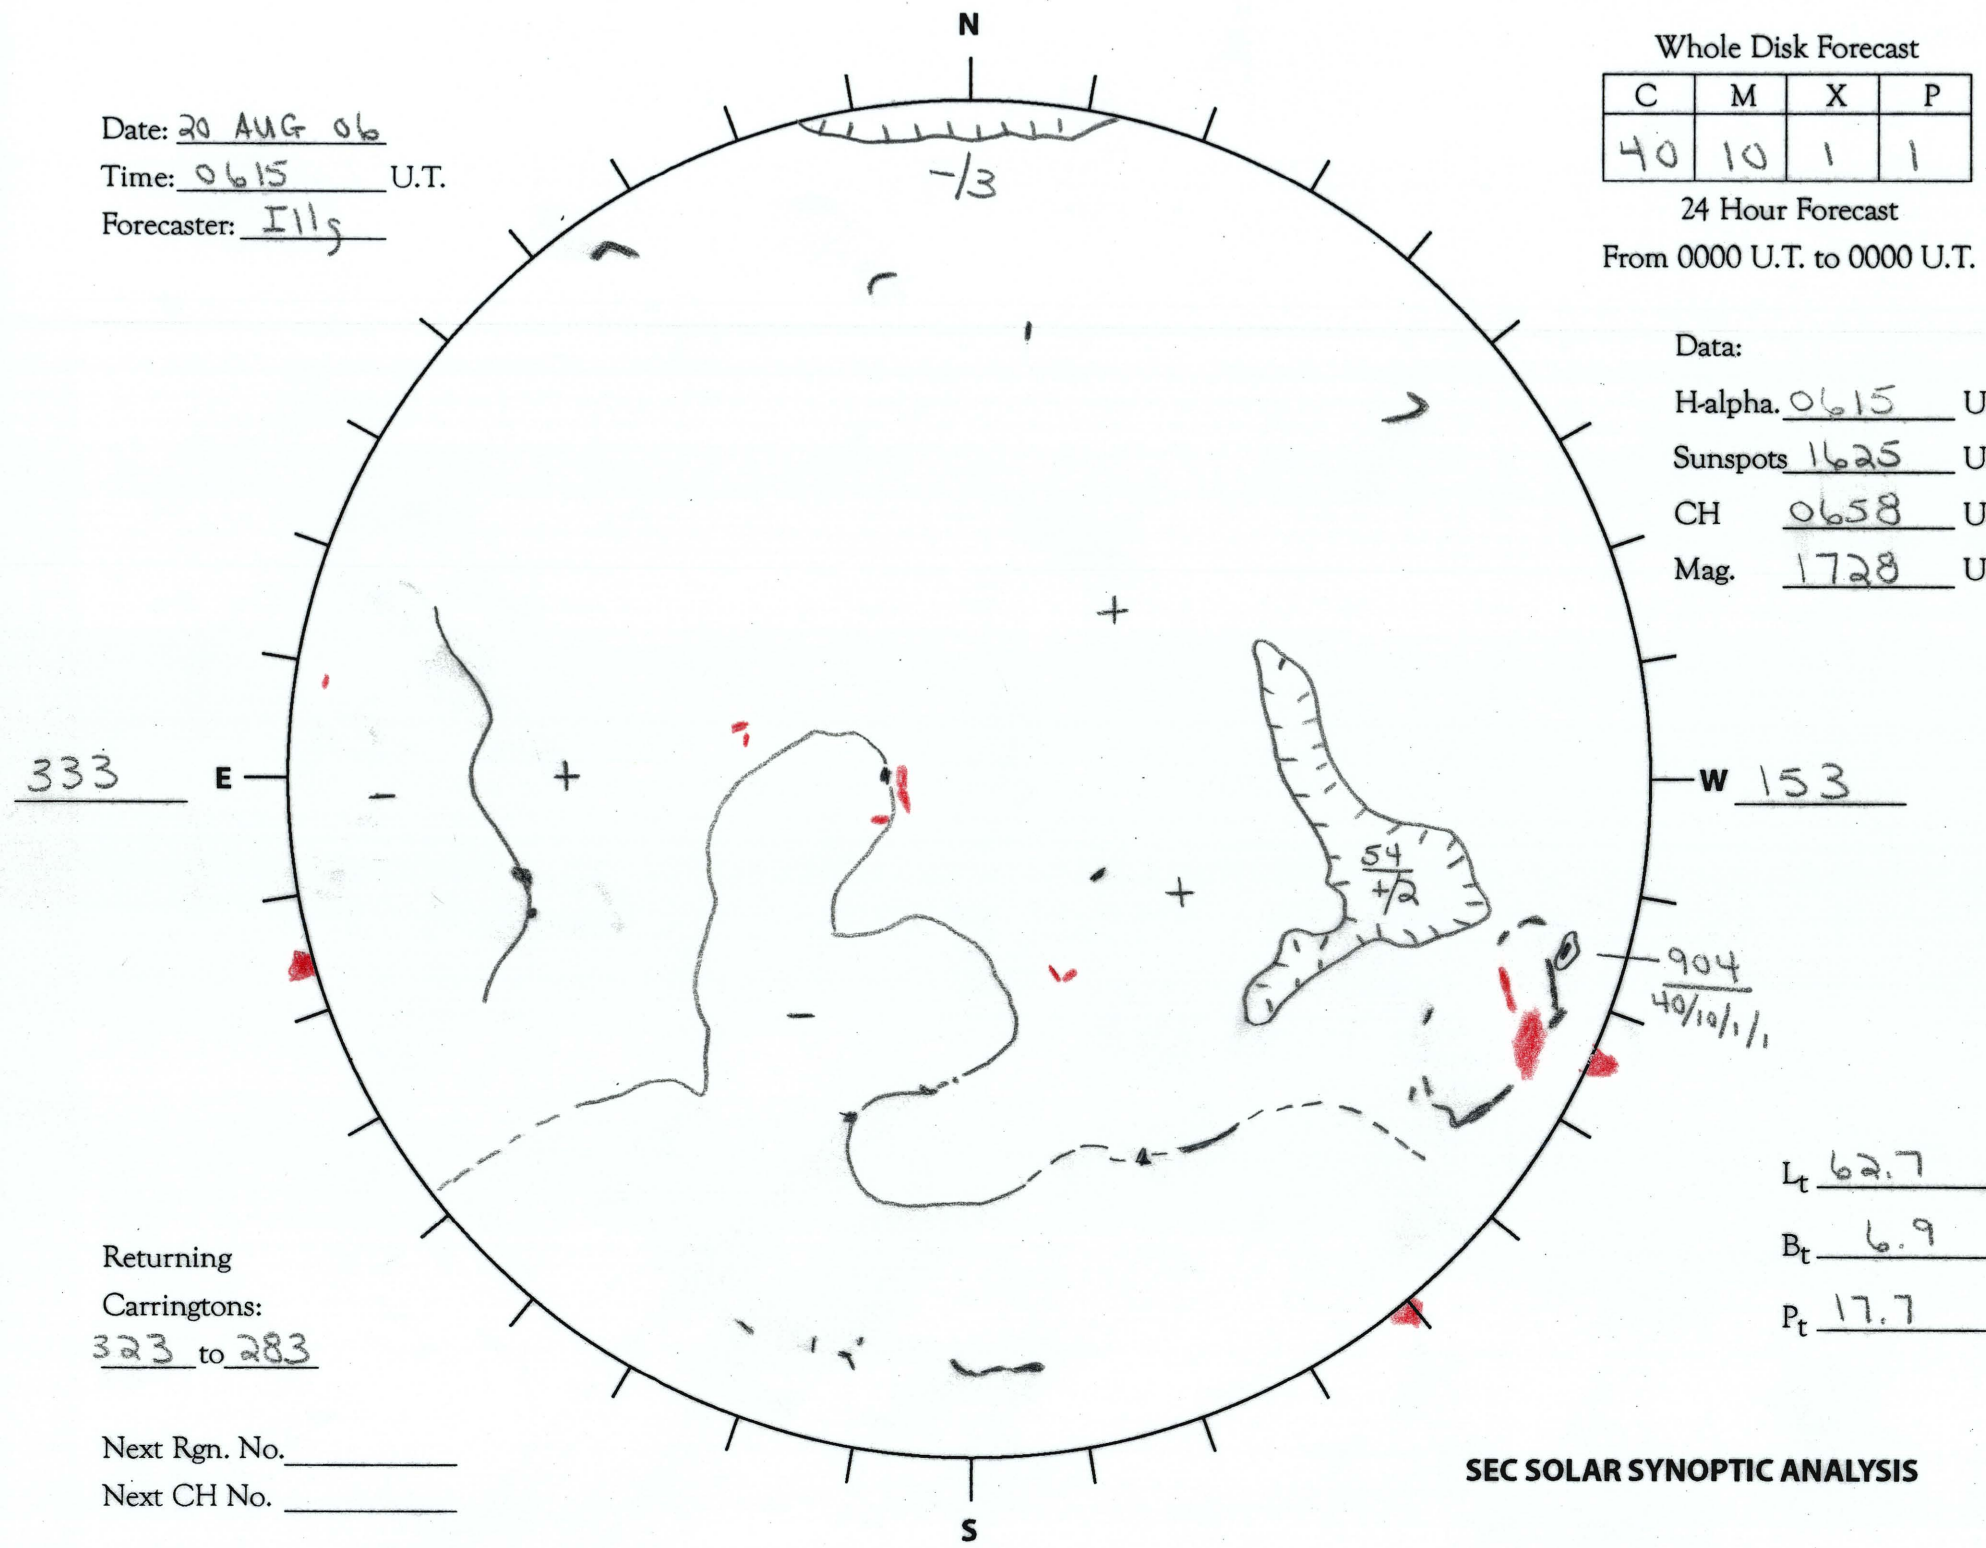 N
Whole Disk Forecast
C M X P
40 10 1 1
24 Hour Forecast
From 0000 U.T. to 0000 U.T.
Date: 20 AUG 06
Time: 0615 U.T.
Forecaster: Illg
-/3
Data:
H-alpha. 0615 U
Sunspots 1625 U
CH 0658 U
Mag. 1728 U
+
333 E - + W 153
54
+/2
+
904
40/10/1/1
-
Lt 62.7
Bt 6.9
Pt 17.7
Returning
Carringtons:
323 to 283
Next Rgn. No.
Next CH No.
SEC SOLAR SYNOPTIC ANALYSIS
S